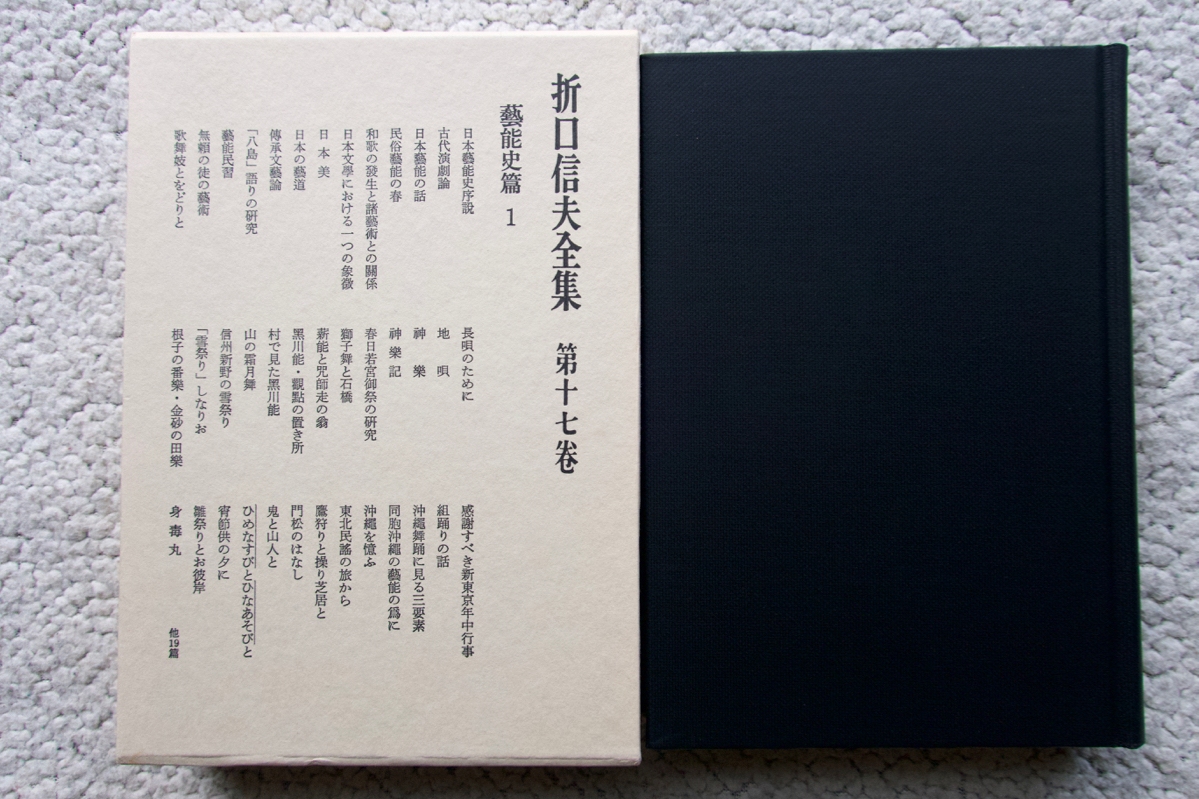 折口信夫全集 第十七卷
藝能史篇 1
日本藝能史序説
古代演劇論
日本藝能の話
民俗藝能の春
和歌の發生と諸藝術との關係
日本文學における一つの象徴
日本美
日本の藝道
傳承文藝論
「八島」語りの研究
藝能民習
無頼の徒の藝術
歌舞妓とをどりと
長唄のために
地唄
神樂
神樂記
春日若宮御祭の研究
獅子舞と石橋
薪能と咒師走の翁
黑川能・觀點の置き所
村で見た黑川能
山の霜月舞
信州新野の雪祭り
「雪祭り」しなりお
根子の番樂・金砂の田樂
感謝すべき新東京年中行事
組踊りの話
沖繩舞踊に見る三要素
同胞沖繩の藝能の爲に
沖繩を憶ふ
東北民謠の旅から
鷹狩りと操り芝居と
門松のはなし
鬼と山人と
ひめなすびとひなあそびと
宵節供の夕に
雛祭りとお彼岸
身毒丸
他19篇